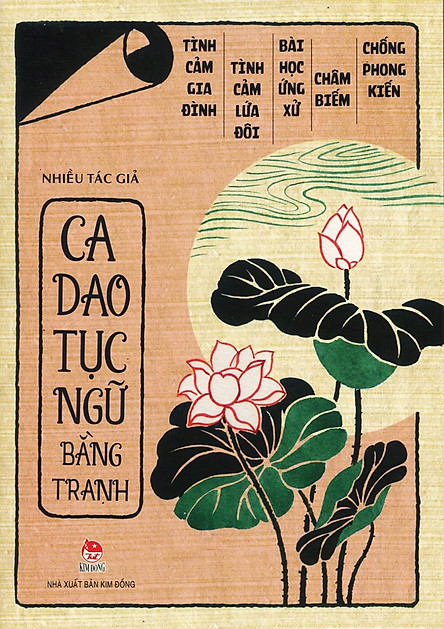 TÌNH
CẢM
GIA
ĐÌNH
TÌNH
CẢM
LỨA
ĐÔI
BÀI
HỌC
ỨNG
XỬ
CHÂM
BIẾM
CHỐNG
PHONG
KIẾN
NHIỀU TÁC GIẢ
CA
DAO
TỤC
NGỮ
BẰNG
TRANH
KIM ĐỒNG
NHÀ XUẤT BẢN KIM ĐỒNG